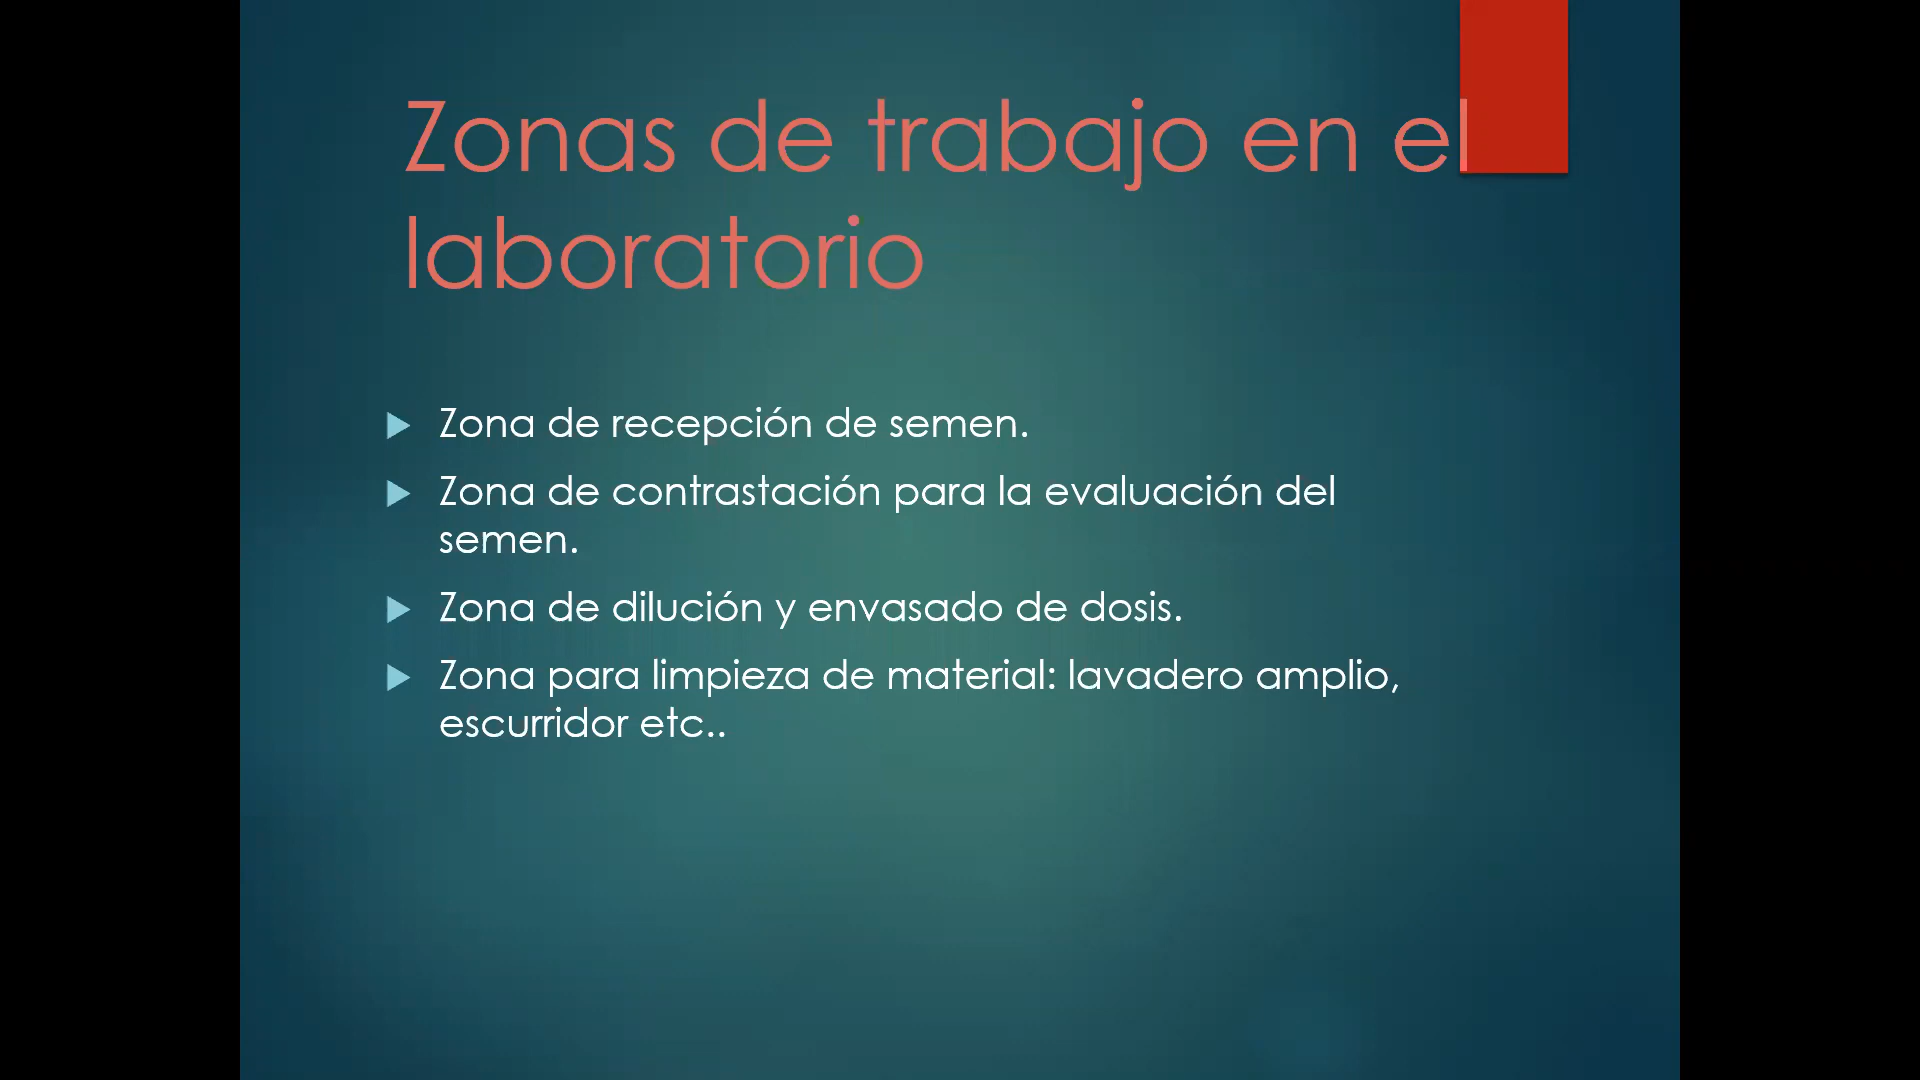 Zonas de trabajo en el
laboratorio
Zona de recepción de semen.
Zona de contrastación para la evaluación del
semen.
Zona de dilución y envasado de dosis.
Zona para limpieza de material: lavadero amplio,
escurridor etc..